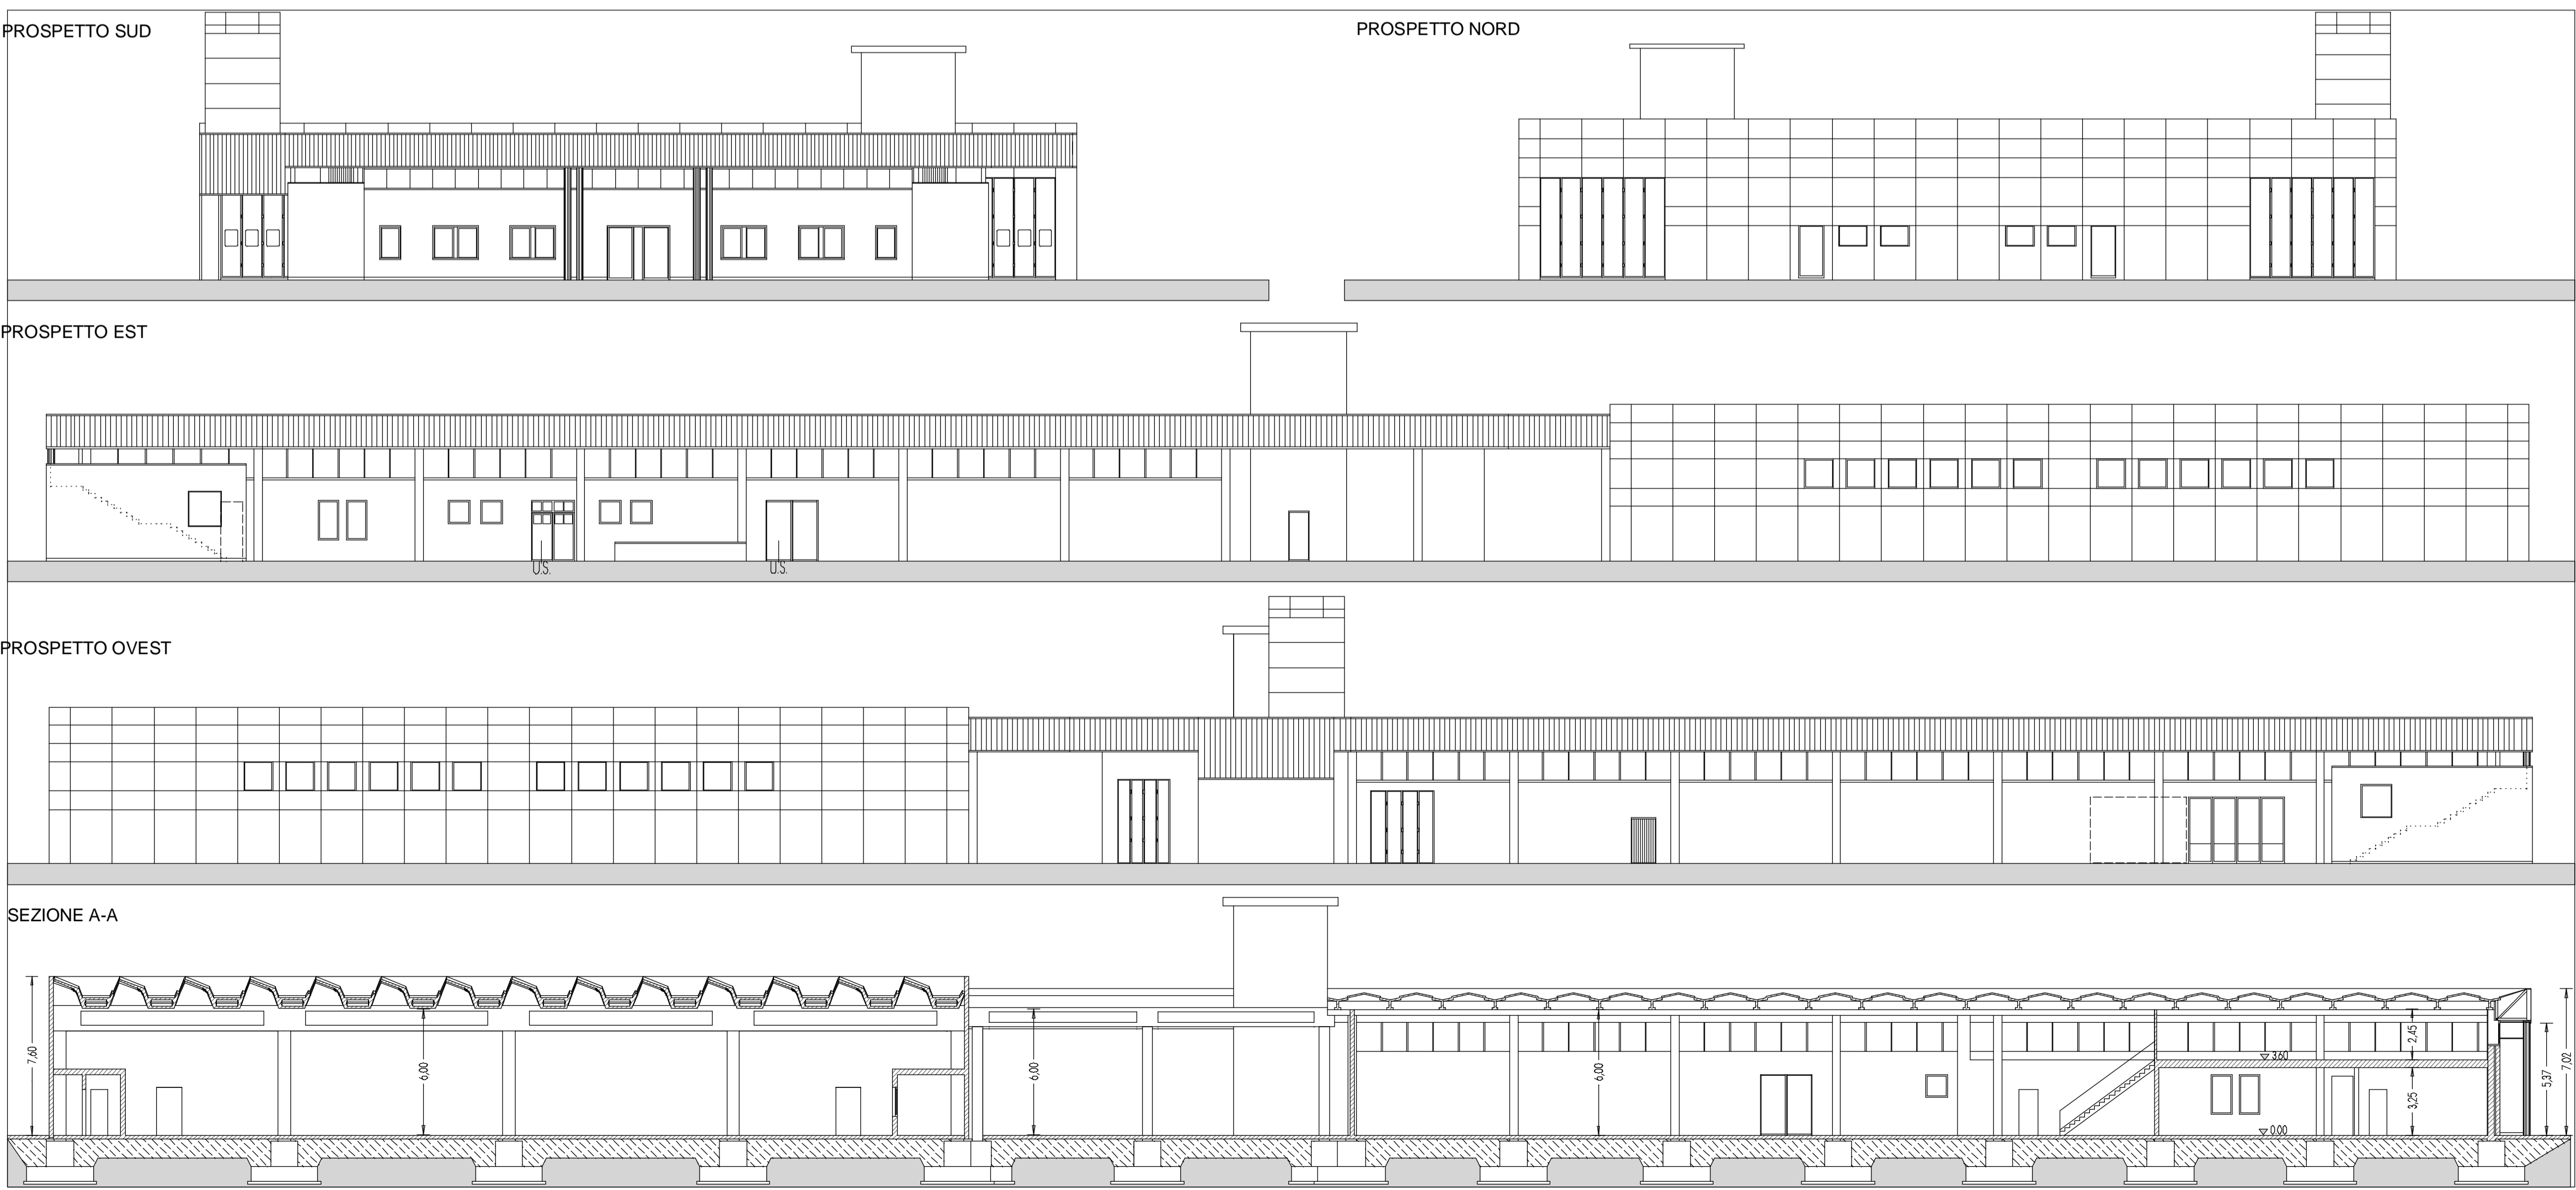 PROSPETTO SUD
PROSPETTO NORD
PROSPETTO EST
U.S.
U.S.
PROSPETTO OVEST
SEZIONE A-A
7,60
6,00
6,00
6,00
2,45
3.60
3,25
0.00
5,37
7,02